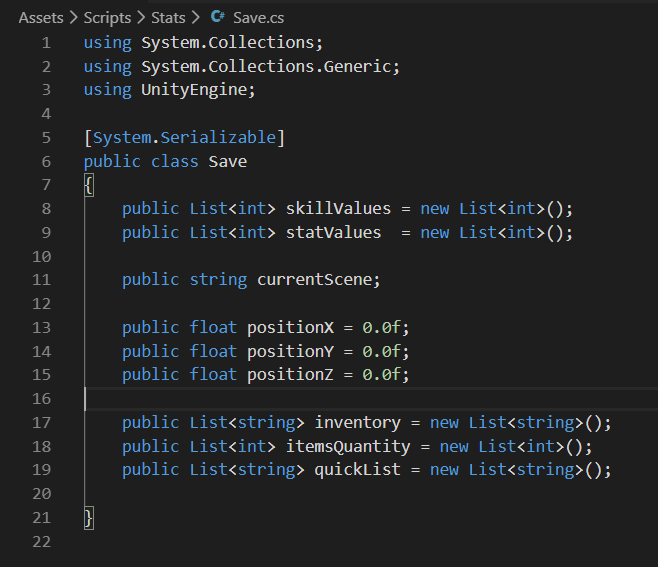 Assets > Scripts > Stats > C# Save.cs
1 using System.Collections;
2 using System.Collections.Generic;
3 using UnityEngine;
4
5 [System.Serializable]
6 public class Save
7 {
8     public List<int> skillValues = new List<int>();
9     public List<int> statValues  = new List<int>();
10
11     public string currentScene;
12
13     public float positionX = 0.0f;
14     public float positionY = 0.0f;
15     public float positionZ = 0.0f;
16
17     public List<string> inventory = new List<string>();
18     public List<int> itemsQuantity = new List<int>();
19     public List<string> quickList = new List<string>();
20
21 }
22